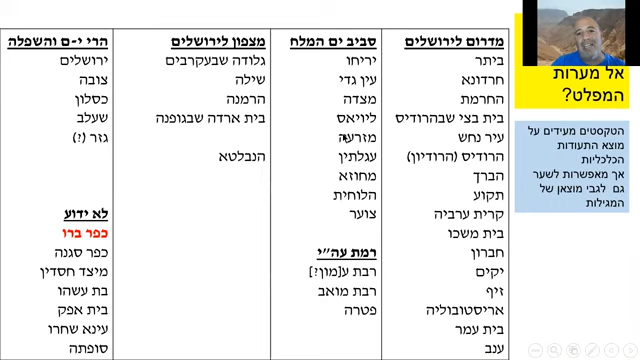 אל מערות
המפלט?
הטקסטים מעידים על
מוצא התעודות
הכלכליות
אך מאפשרות לשער
גם לגבי מוצאן של
המגילות
מדרום לירושלים
ביתר
חרדונא
החרמת
בית בצי שבהרודיס
עיר נחש
הרודיס (הרודיון)
הברך
תקוע
קרית ערביה
בית משכו
חברון
יקים
זיף
אריסטובוליה
בית עמר
ענב
סביב ים המלח
יריחו
עין גדי
מצדה
ליוויאס
מזרעה
עגלתין
מחוזא
הלוחית
צוער
רמת עה"י
רבת ע[מון?]
רבת מואב
פטרה
מצפון לירושלים
גלודה שבעקרבים
שילה
הרמנה
בית ארדה שבגופנה
הנבלטא
הרי י-ם והשפלה
ירושלים
צובה
כסלון
שעלב
גזר (?)
לא ידוע
כפר ברו
כפר סגנה
מיצד חסדין
בת עשהו
בית אפק
עינא שחרו
סופתה